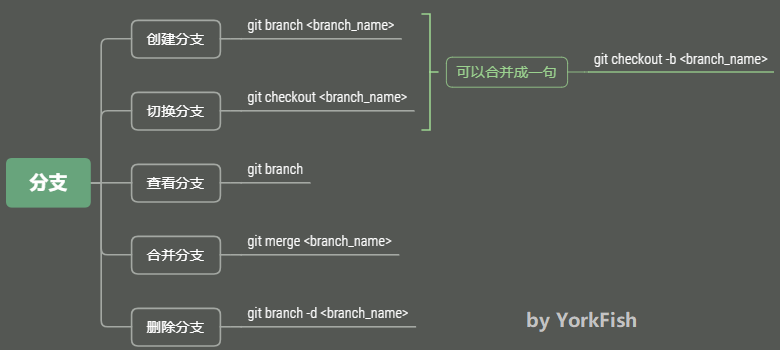 分支
创建分支
git branch <branch_name>
切换分支
git checkout <branch_name>
可以合并成一句
git checkout -b <branch_name>
查看分支
git branch
合并分支
git merge <branch_name>
删除分支
git branch -d <branch_name>
by YorkFish